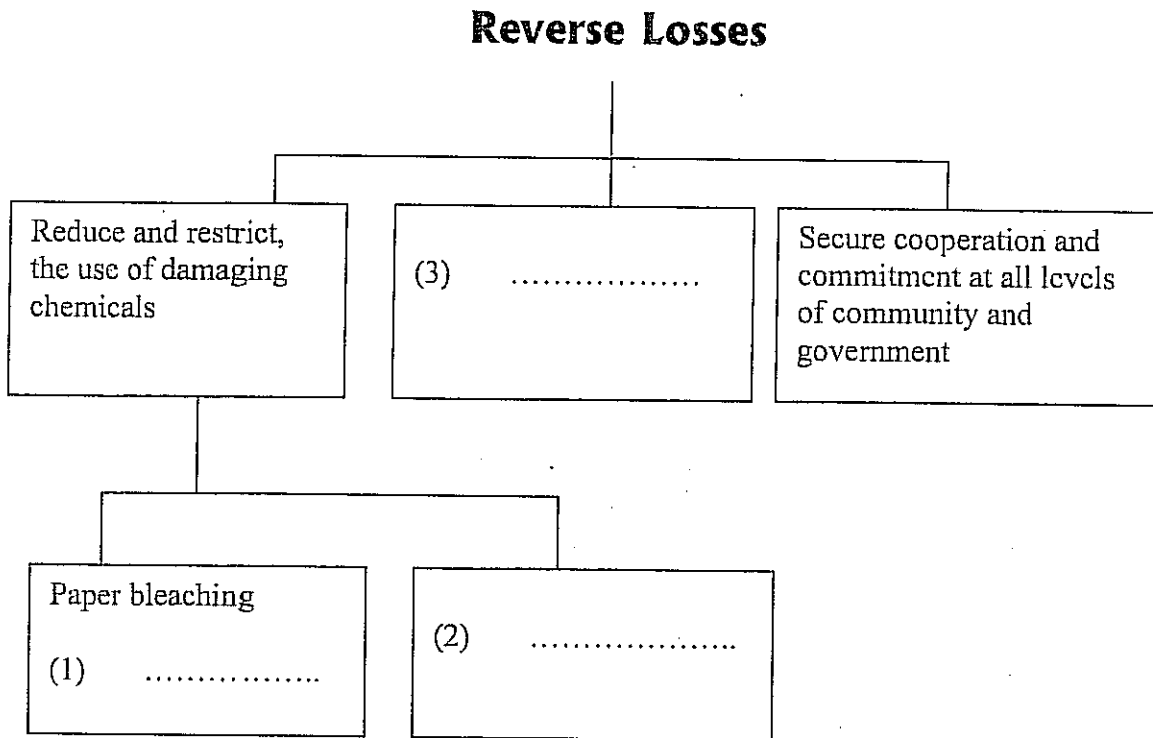 Reverse Losses
Reduce and restrict,
the use of damaging
chemicals
(3) ..................
Secure cooperation and
commitment at all levels
of community and
government
Paper bleaching
(1) .................
(2) ....................